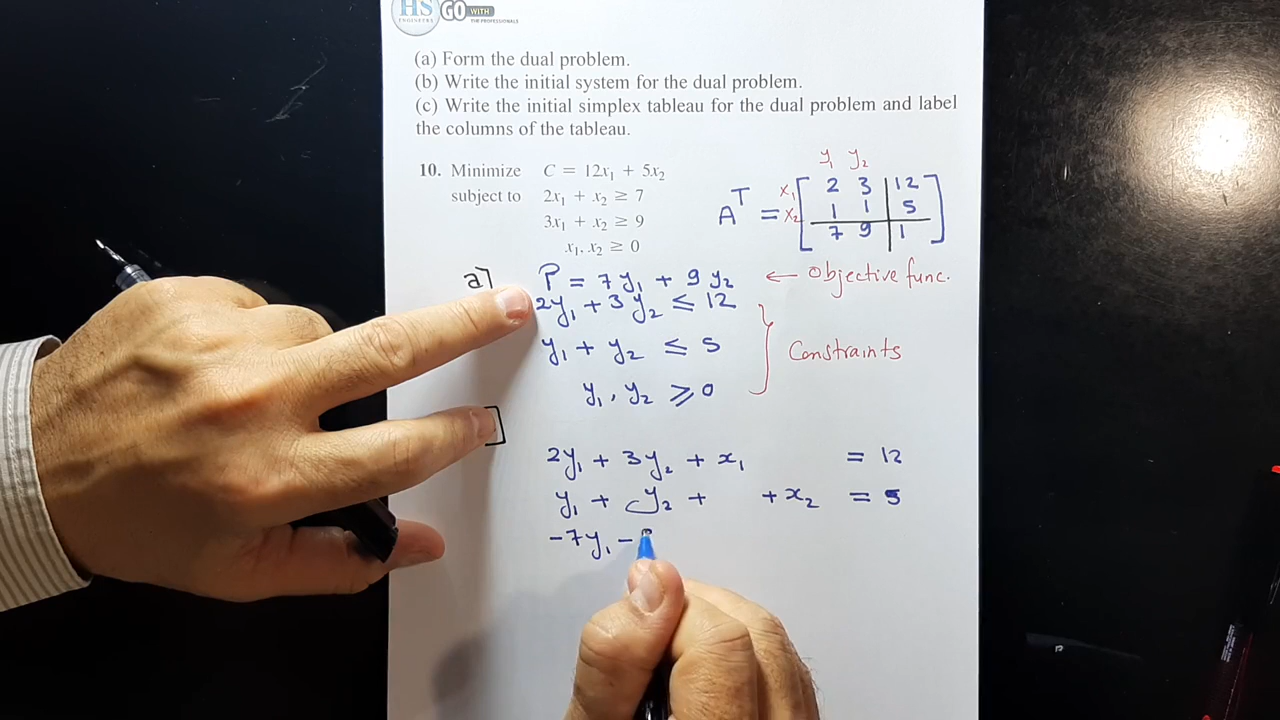 HS
ENGINEERS
GO WITH
THE PROFESSIONALS
(a) Form the dual problem.
(b) Write the initial system for the dual problem.
(c) Write the initial simplex tableau for the dual problem and label
the columns of the tableau.
10. Minimize C = 12x₁ + 5x₂
subject to 2x₁ + x₂ ≥ 7
3x₁ + x₂ ≥ 9
x₁, x₂ ≥ 0
y₁ y₂
Aᵀ =
x₁ 2 3 12
x₂ 1 1 5
7 9 1
a] P = 7y₁ + 9y₂ ← Objective func.
2y₁ + 3y₂ ≤ 12
y₁ + y₂ ≤ 5
y₁, y₂ ≥ 0
Constraints
2y₁ + 3y₂ + x₁ = 12
y₁ + y₂ + + x₂ = 5
-7y₁ -